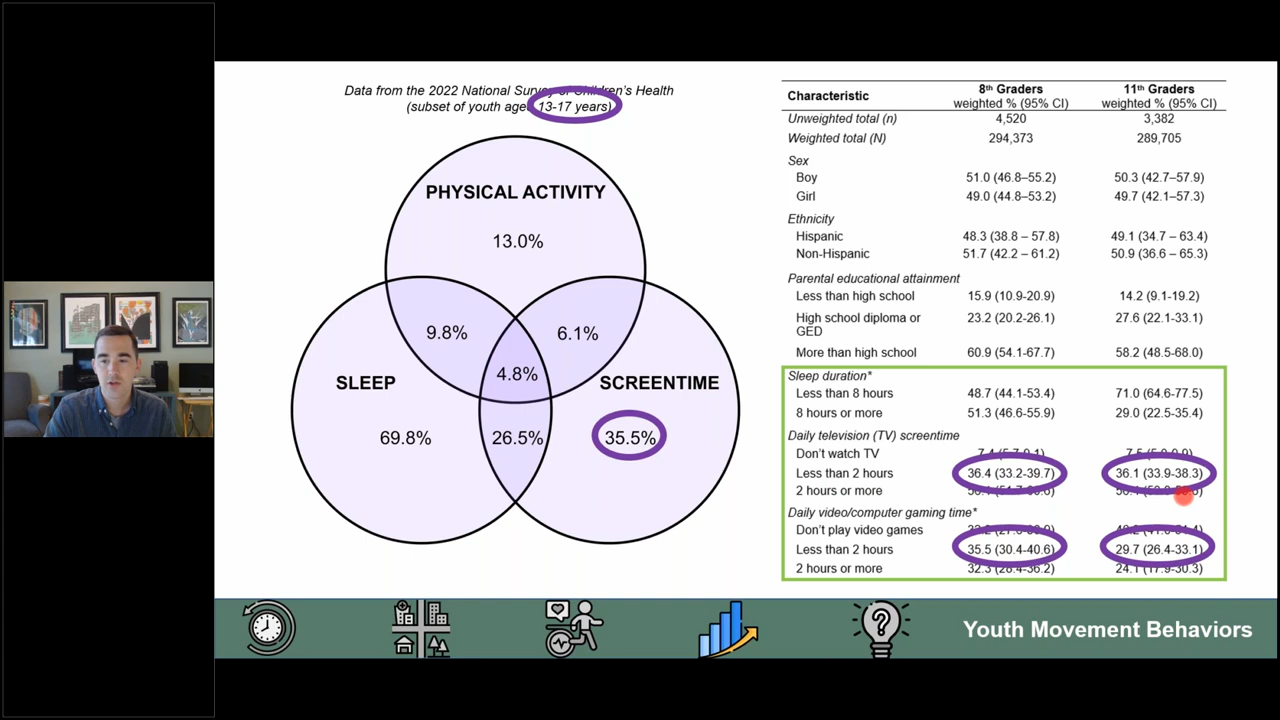 Data from the 2022 National Survey of Children's Health
(subset of youth aged 13-17 years)
PHYSICAL ACTIVITY
13.0%
9.8%
6.1%
4.8%
SLEEP
SCREENTIME
69.8%
26.5%
35.5%
Characteristic 8th Graders weighted % (95% CI) 11th Graders weighted % (95% CI)
Unweighted total (n) 4,520 3,382
Weighted total (N) 294,373 289,705
Sex
Boy 51.0 (46.8–55.2) 50.3 (42.7–57.9)
Girl 49.0 (44.8–53.2) 49.7 (42.1–57.3)
Ethnicity
Hispanic 48.3 (38.8 – 57.8) 49.1 (34.7 – 63.4)
Non-Hispanic 51.7 (42.2 – 61.2) 50.9 (36.6 – 65.3)
Parental educational attainment
Less than high school 15.9 (10.9-20.9) 14.2 (9.1-19.2)
High school diploma or GED 23.2 (20.2-26.1) 27.6 (22.1-33.1)
More than high school 60.9 (54.1-67.7) 58.2 (48.5-68.0)
Sleep duration*
Less than 8 hours 48.7 (44.1-53.4) 71.0 (64.6-77.5)
8 hours or more 51.3 (46.6-55.9) 29.0 (22.5-35.4)
Daily television (TV) screentime
Don't watch TV
Less than 2 hours 36.4 (33.2-39.7) 36.1 (33.9-38.3)
2 hours or more
Daily video/computer gaming time*
Don't play video games
Less than 2 hours 35.5 (30.4-40.6) 29.7 (26.4-33.1)
2 hours or more 32.3 (28.4-36.2) 24.1 (17.9-30.3)
Youth Movement Behaviors